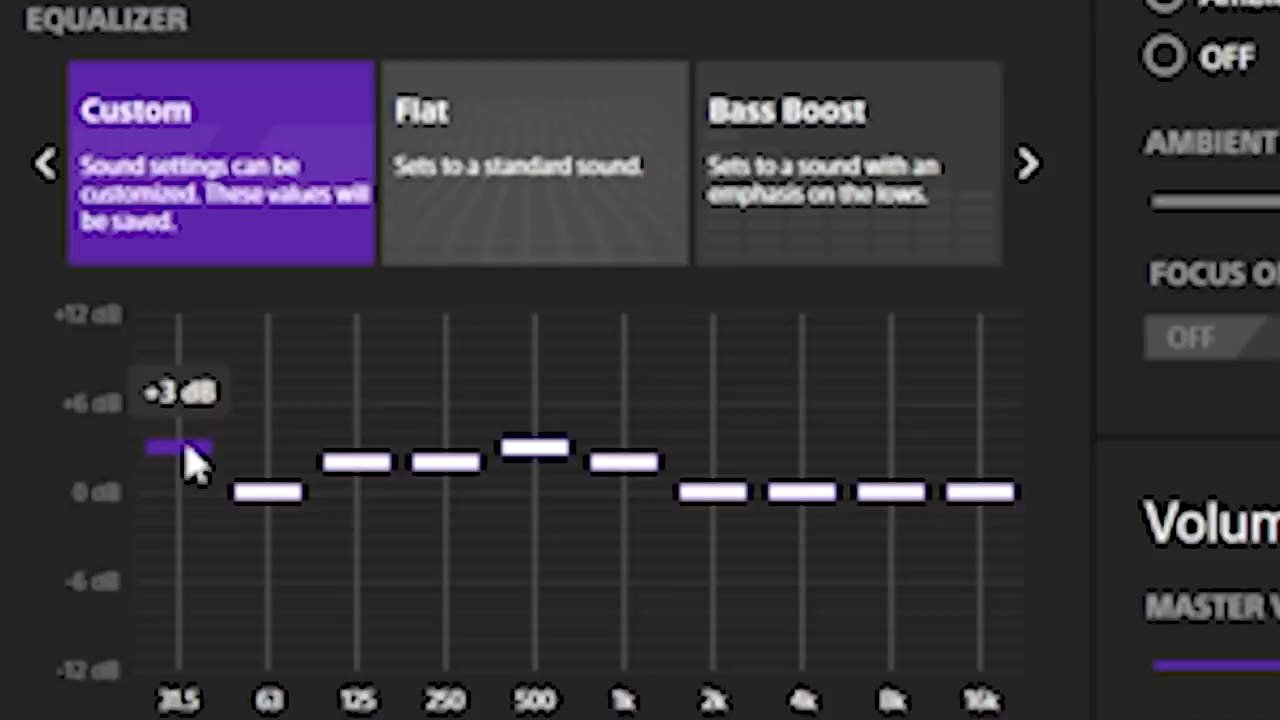 EQUALIZER
Custom
Sound settings can be
customized. These values will
be saved.
Flat
Sets to a standard sound.
Bass Boost
Sets to a sound with an
emphasis on the lows.
+12 dB
+6 dB
0 dB
-6 dB
-12 dB
+3 dB
31.5 63 125 250 500 1k 2k 4k 8k 16k
OFF
AMBIENT
FOCUS O
OFF
Volum
MASTER V